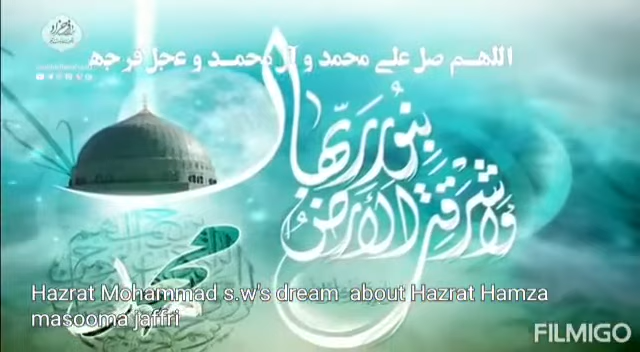 اللهم صل علی محمد و آل محمد و عجل فرجهم
وَأَشْرَقَتِ الْأَرْضُ بِنُورِ رَبِّهَا
محمد
Hazrat Mohammad s.w's dream about Hazrat Hamza
masooma jaffri
FILMIGO